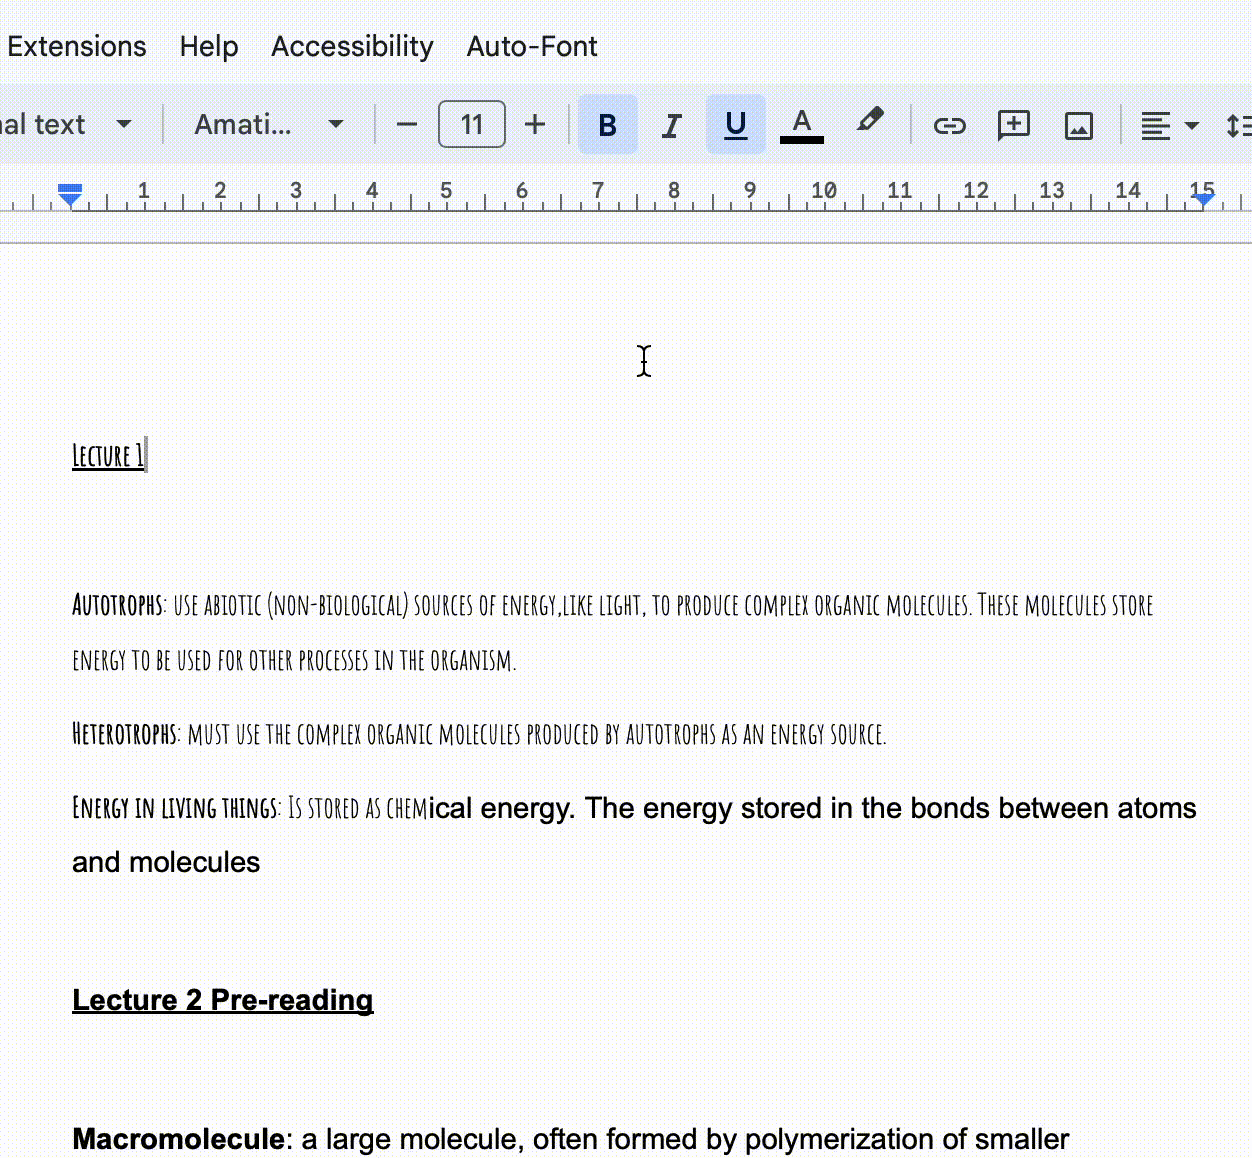 Extensions Help Accessibility Auto-Font
al text Amati... − 11 + B I U A
1 2 3 4 5 6 7 8 9 10 11 12 13 14 15
Lecture 1
Autotrophs: use abiotic (non-biological) sources of energy,like light, to produce complex organic molecules. These molecules store
energy to be used for other processes in the organism.
Heterotrophs: must use the complex organic molecules produced by autotrophs as an energy source.
Energy in living things: Is stored as chemical energy. The energy stored in the bonds between atoms
and molecules
Lecture 2 Pre-reading
Macromolecule: a large molecule, often formed by polymerization of smaller